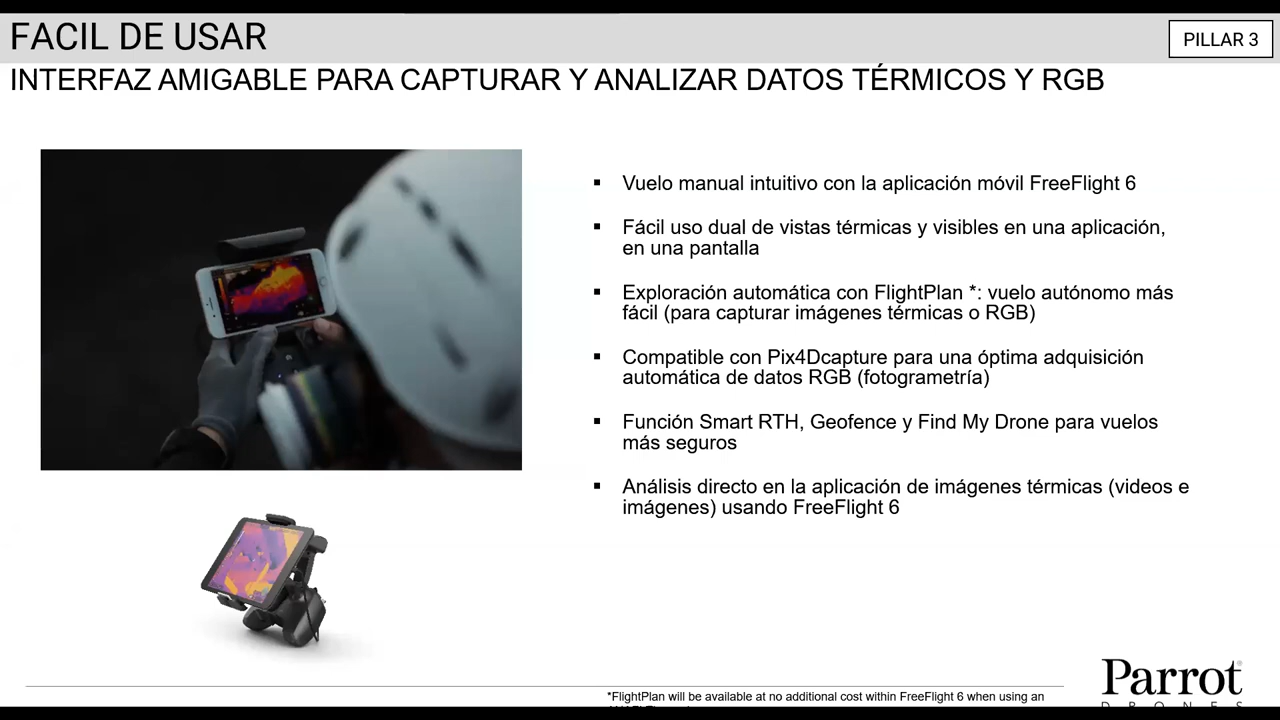 FACIL DE USAR
PILLAR 3
INTERFAZ AMIGABLE PARA CAPTURAR Y ANALIZAR DATOS TÉRMICOS Y RGB
▪ Vuelo manual intuitivo con la aplicación móvil FreeFlight 6
▪ Fácil uso dual de vistas térmicas y visibles en una aplicación,
en una pantalla
▪ Exploración automática con FlightPlan *: vuelo autónomo más
fácil (para capturar imágenes térmicas o RGB)
▪ Compatible con Pix4Dcapture para una óptima adquisición
automática de datos RGB (fotogrametría)
▪ Función Smart RTH, Geofence y Find My Drone para vuelos
más seguros
▪ Análisis directo en la aplicación de imágenes térmicas (videos e
imágenes) usando FreeFlight 6
*FlightPlan will be available at no additional cost within FreeFlight 6 when using an
Parrot®
DRONES